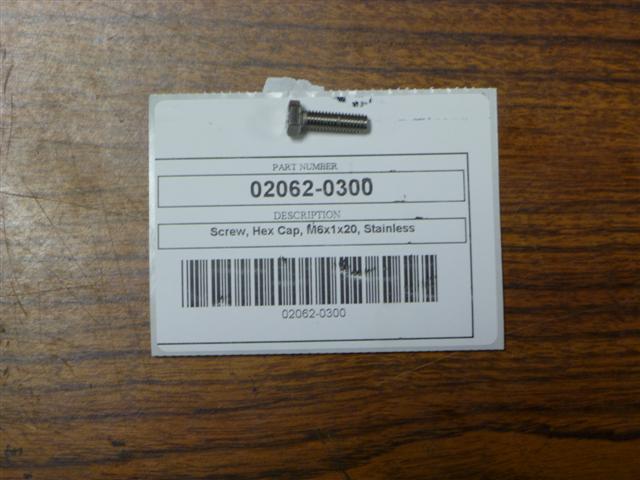 PART NUMBER
02062-0300
DESCRIPTION
Screw, Hex Cap, M6x1x20, Stainless
02062-0300